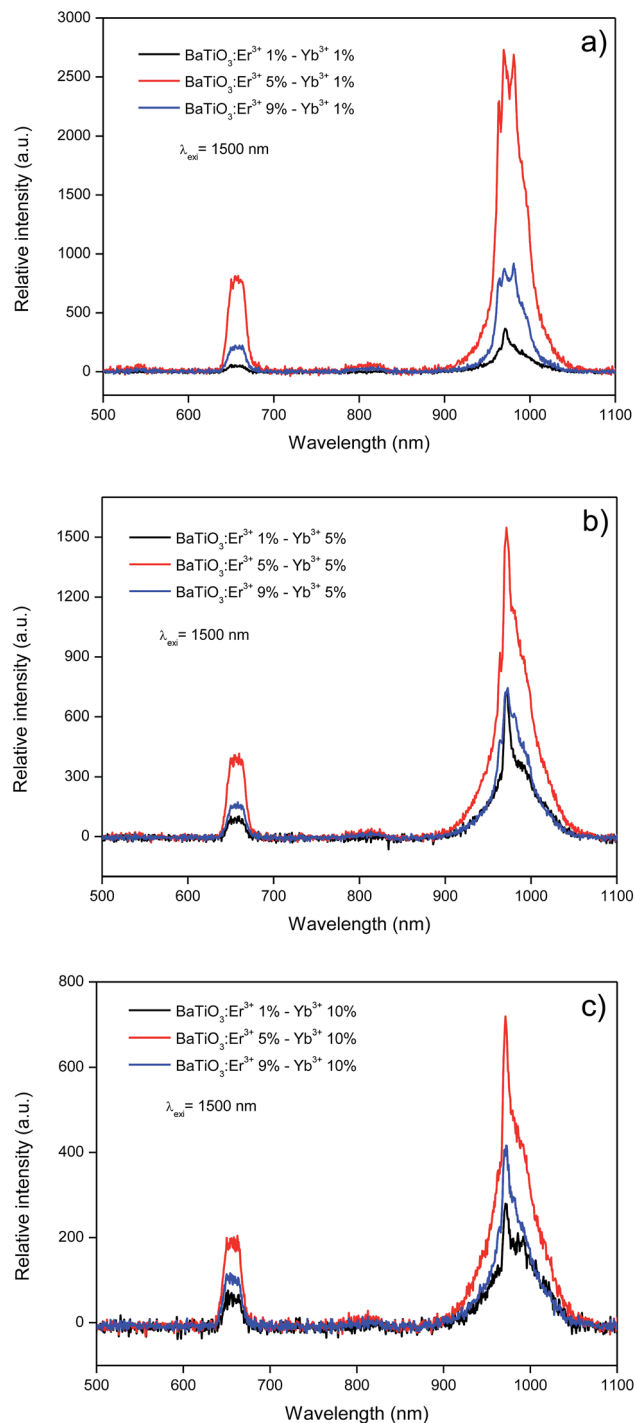 a)
BaTiO₃:Er³⁺ 1% - Yb³⁺ 1%
BaTiO₃:Er³⁺ 5% - Yb³⁺ 1%
BaTiO₃:Er³⁺ 9% - Yb³⁺ 1%
λexi= 1500 nm
Relative intensity (a.u.)
3000
2500
2000
1500
1000
500
0
500 600 700 800 900 1000 1100
Wavelength (nm)
b)
BaTiO₃:Er³⁺ 1% - Yb³⁺ 5%
BaTiO₃:Er³⁺ 5% - Yb³⁺ 5%
BaTiO₃:Er³⁺ 9% - Yb³⁺ 5%
λexi= 1500 nm
Relative intensity (a.u.)
1500
1200
900
600
300
0
500 600 700 800 900 1000 1100
Wavelength (nm)
c)
BaTiO₃:Er³⁺ 1% - Yb³⁺ 10%
BaTiO₃:Er³⁺ 5% - Yb³⁺ 10%
BaTiO₃:Er³⁺ 9% - Yb³⁺ 10%
λexi= 1500 nm
Relative intensity (a.u.)
800
600
400
200
0
500 600 700 800 900 1000 1100
Wavelength (nm)